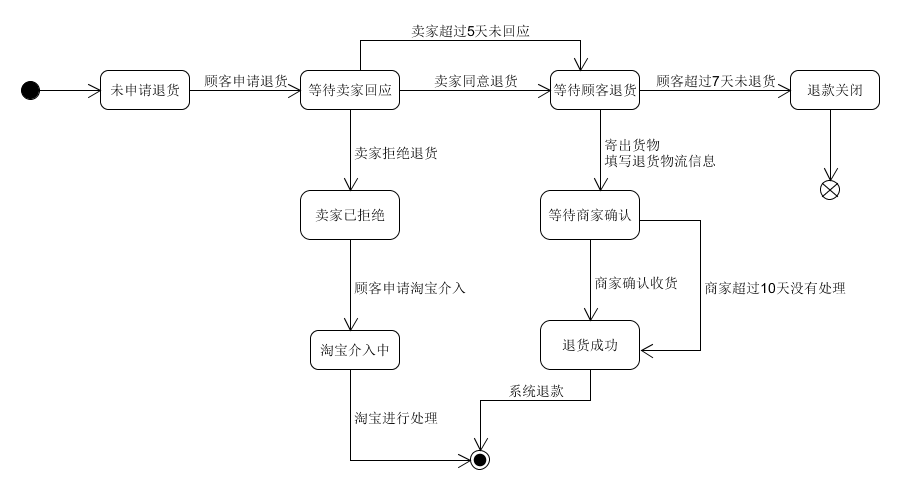 卖家超过5天未回应
未申请退货
顾客申请退货
等待卖家回应
卖家同意退货
等待顾客退货
顾客超过7天未退货
退款关闭
卖家拒绝退货
寄出货物
填写退货物流信息
卖家已拒绝
等待商家确认
顾客申请淘宝介入
商家确认收货
商家超过10天没有处理
淘宝介入中
退货成功
系统退款
淘宝进行处理